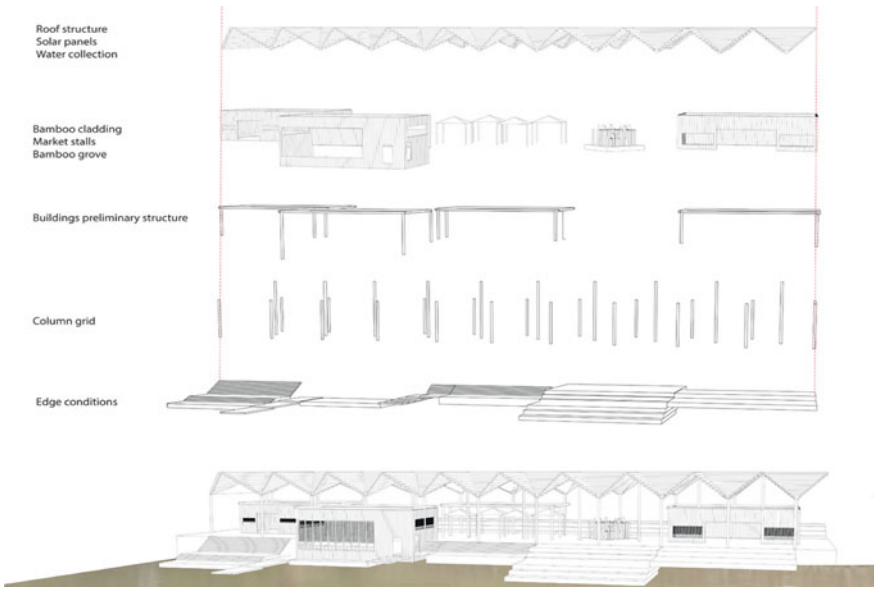 Roof structure
Solar panels
Water collection
Bamboo cladding
Market stalls
Bamboo grove
Buildings preliminary structure
Column grid
Edge conditions